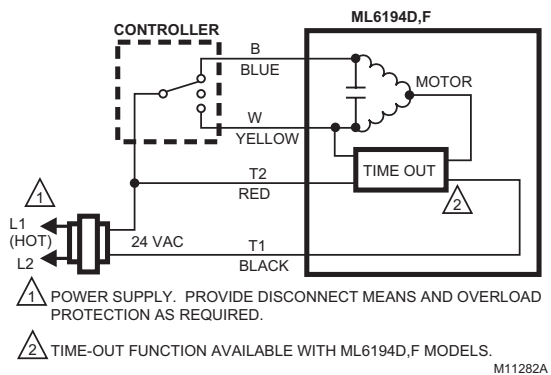 ML6194D,F
CONTROLLER
B
BLUE
MOTOR
W
YELLOW
TIME OUT
T2
RED
1
2
L1
(HOT)
24 VAC
T1
L2
BLACK
1 POWER SUPPLY. PROVIDE DISCONNECT MEANS AND OVERLOAD
PROTECTION AS REQUIRED.
2 TIME-OUT FUNCTION AVAILABLE WITH ML6194D,F MODELS.
M11282A